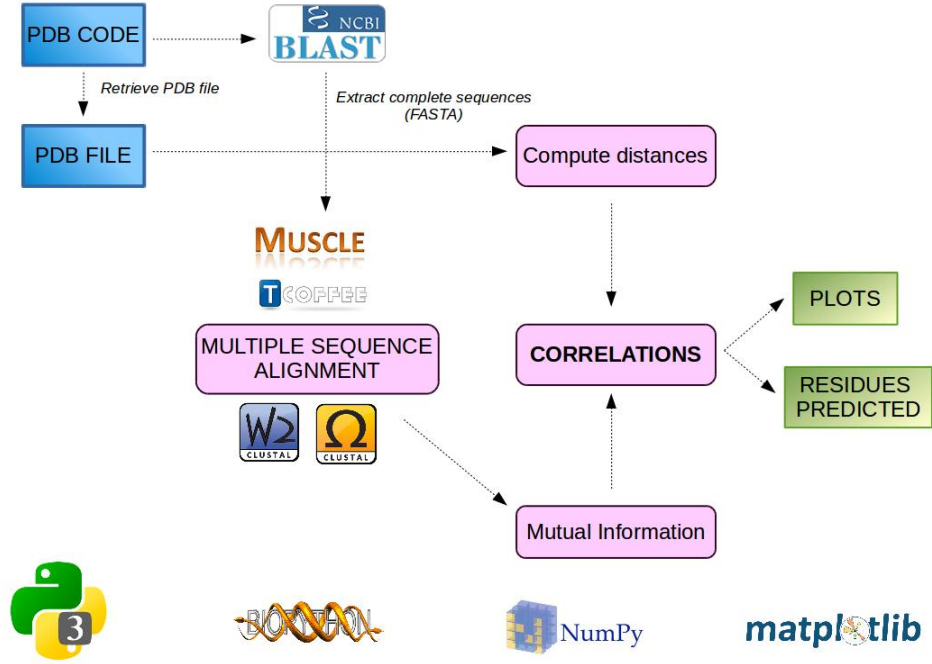 PDB CODE
NCBI
BLAST
Retrieve PDB file
Extract complete sequences
(FASTA)
PDB FILE
Compute distances
MUSCLE
T COFFEE
PLOTS
MULTIPLE SEQUENCE
ALIGNMENT
CORRELATIONS
RESIDUES
PREDICTED
W2
CLUSTAL
Ω
CLUSTAL
Mutual Information
3
BIOPYTHON
NumPy
matplotlib